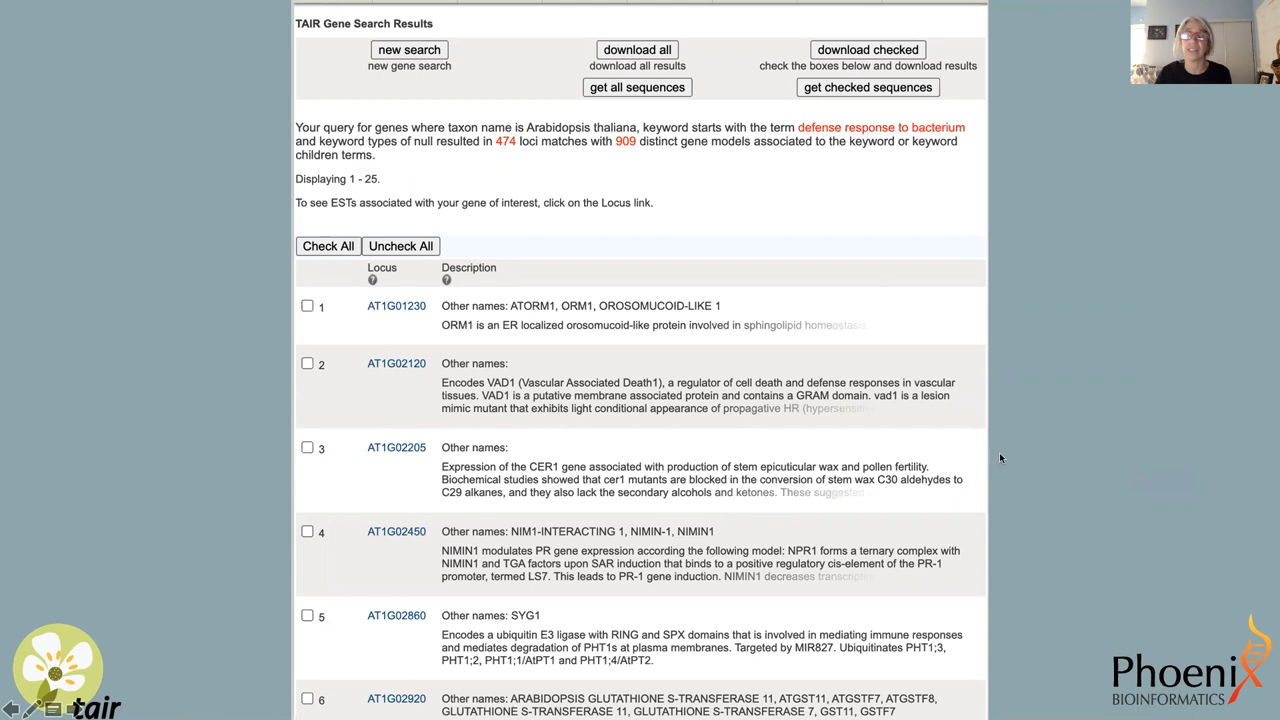 TAIR Gene Search Results
new search
new gene search
download all
download all results
get all sequences
download checked
check the boxes below and download results
get checked sequences
Your query for genes where taxon name is Arabidopsis thaliana, keyword starts with the term defense response to bacterium
and keyword types of null resulted in 474 loci matches with 909 distinct gene models associated to the keyword or keyword
children terms.
Displaying 1 - 25.
To see ESTs associated with your gene of interest, click on the Locus link.
Check All Uncheck All
Locus Description
? ?
1 AT1G01230 Other names: ATORM1, ORM1, OROSOMUCOID-LIKE 1
ORM1 is an ER localized orosomucoid-like protein involved in sphingolipid homeostasis.
2 AT1G02120 Other names:
Encodes VAD1 (Vascular Associated Death1), a regulator of cell death and defense responses in vascular
tissues. VAD1 is a putative membrane associated protein and contains a GRAM domain. vad1 is a lesion
mimic mutant that exhibits light conditional appearance of propagative HR (hypersensitiv
3 AT1G02205 Other names:
Expression of the CER1 gene associated with production of stem epicuticular wax and pollen fertility.
Biochemical studies showed that cer1 mutants are blocked in the conversion of stem wax C30 aldehydes to
C29 alkanes, and they also lack the secondary alcohols and ketones. These suggested
4 AT1G02450 Other names: NIM1-INTERACTING 1, NIMIN-1, NIMIN1
NIMIN1 modulates PR gene expression according the following model: NPR1 forms a ternary complex with
NIMIN1 and TGA factors upon SAR induction that binds to a positive regulatory cis-element of the PR-1
promoter, termed LS7. This leads to PR-1 gene induction. NIMIN1 decreases transcripti
5 AT1G02860 Other names: SYG1
Encodes a ubiquitin E3 ligase with RING and SPX domains that is involved in mediating immune responses
and mediates degradation of PHT1s at plasma membranes. Targeted by MIR827. Ubiquitinates PHT1;3,
PHT1;2, PHT1;1/AtPT1 and PHT1;4/AtPT2.
6 AT1G02920 Other names: ARABIDOPSIS GLUTATHIONE S-TRANSFERASE 11, ATGST11, ATGSTF7, ATGSTF8,
GLUTATHIONE S-TRANSFERASE 11, GLUTATHIONE S-TRANSFERASE 7, GST11, GSTF7
tair
Phoenix
BIOINFORMATICS